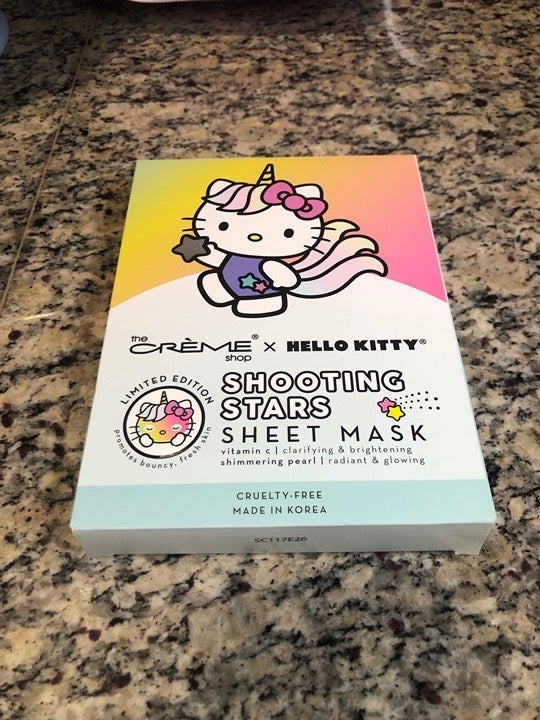 the CRÈME® shop × HELLO KITTY®
LIMITED EDITION
promotes bouncy, fresh skin
SHOOTING
STARS
SHEET MASK
vitamin c | clarifying & brightening
shimmering pearl | radiant & glowing
CRUELTY-FREE
MADE IN KOREA
SC117E26